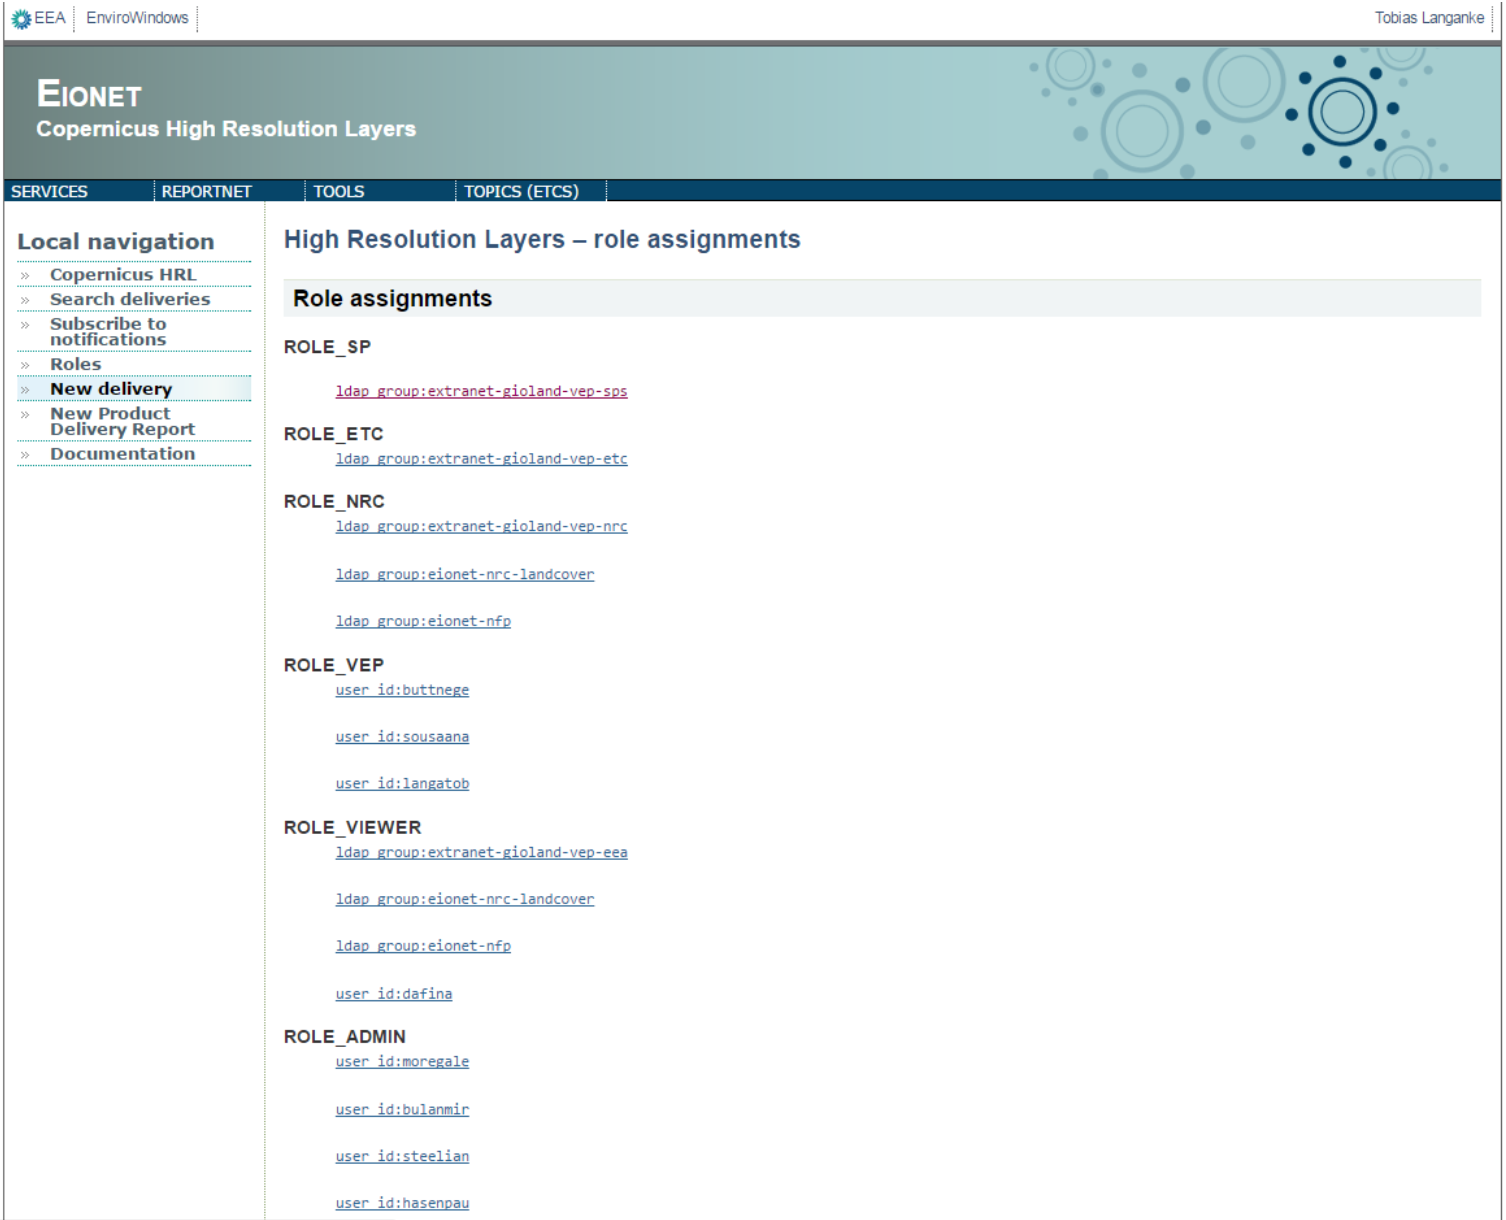 EEA EnviroWindows Tobias Langanke
EIONET
Copernicus High Resolution Layers
SERVICES REPORTNET TOOLS TOPICS (ETCS)
Local navigation
» Copernicus HRL
» Search deliveries
» Subscribe to
notifications
» Roles
» New delivery
» New Product
Delivery Report
» Documentation
High Resolution Layers – role assignments
Role assignments
ROLE_SP
ldap_group:extranet-gioland-vep-sps
ROLE_ETC
ldap_group:extranet-gioland-vep-etc
ROLE_NRC
ldap_group:extranet-gioland-vep-nrc
ldap_group:eionet-nrc-landcover
ldap_group:eionet-nfp
ROLE_VEP
user_id:buttnege
user_id:sousaana
user_id:langatob
ROLE_VIEWER
ldap_group:extranet-gioland-vep-eea
ldap_group:eionet-nrc-landcover
ldap_group:eionet-nfp
user_id:dafina
ROLE_ADMIN
user_id:moregale
user_id:bulanmir
user_id:steelian
user_id:hasenpau